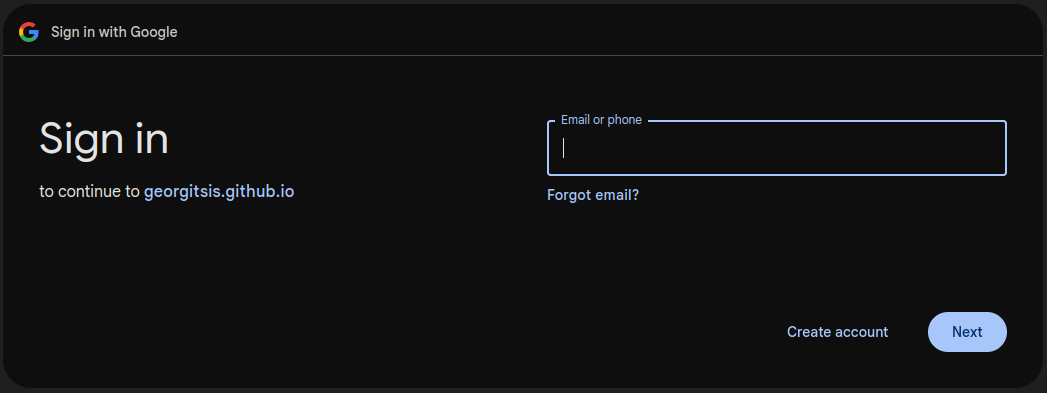 Sign in with Google
Sign in
to continue to georgitsis.github.io
Email or phone
Forgot email?
Create account
Next